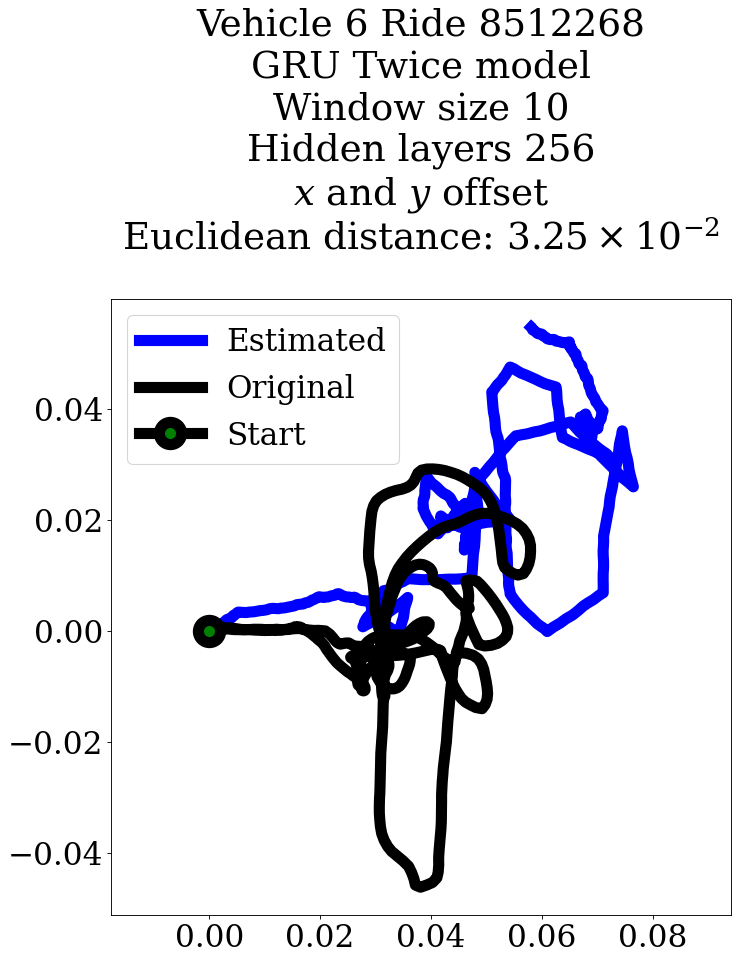 Vehicle 6 Ride 8512268
GRU Twice model
Window size 10
Hidden layers 256
x and y offset
Euclidean distance: 3.25 × 10⁻²
Estimated
Original
Start
0.04
0.02
0.00
−0.02
−0.04
0.00 0.02 0.04 0.06 0.08